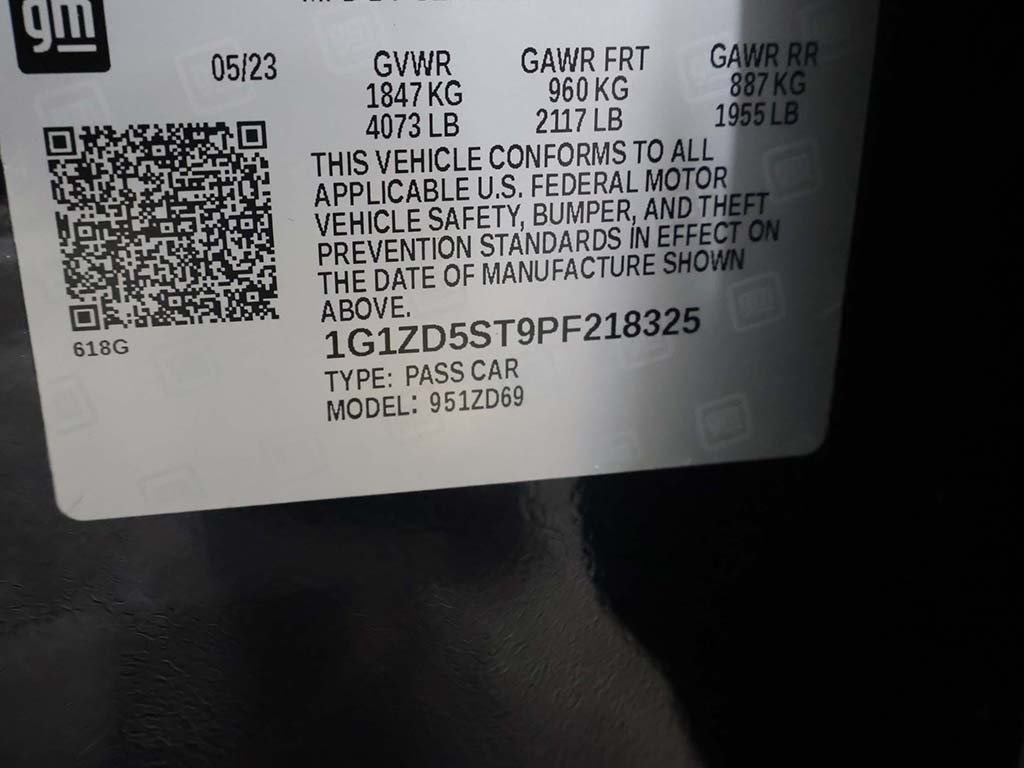 gm
05/23
GVWR GAWR FRT GAWR RR
1847 KG 960 KG 887 KG
4073 LB 2117 LB 1955 LB
THIS VEHICLE CONFORMS TO ALL
APPLICABLE U.S. FEDERAL MOTOR
VEHICLE SAFETY, BUMPER, AND THEFT
PREVENTION STANDARDS IN EFFECT ON
THE DATE OF MANUFACTURE SHOWN
ABOVE.
618G
1G1ZD5ST9PF218325
TYPE: PASS CAR
MODEL: 951ZD69